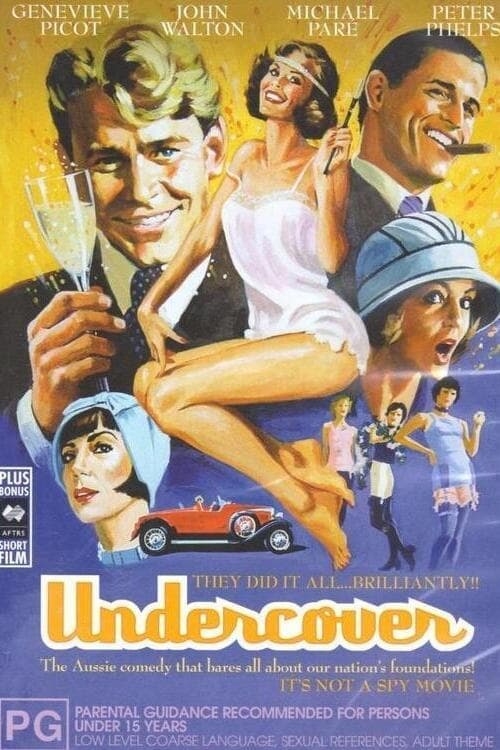 GENEVIEVE JOHN MICHAEL PETER
PICOT WALTON PARE PHELPS
PLUS
BONUS
AFTRS
SHORT
FILM
THEY DID IT ALL...BRILLIANTLY!!
Undercover
The Aussie comedy that bares all about our nation's foundations!
IT'S NOT A SPY MOVIE
PG
PARENTAL GUIDANCE RECOMMENDED FOR PERSONS
UNDER 15 YEARS
LOW LEVEL COARSE LANGUAGE, SEXUAL REFERENCES, ADULT THEME